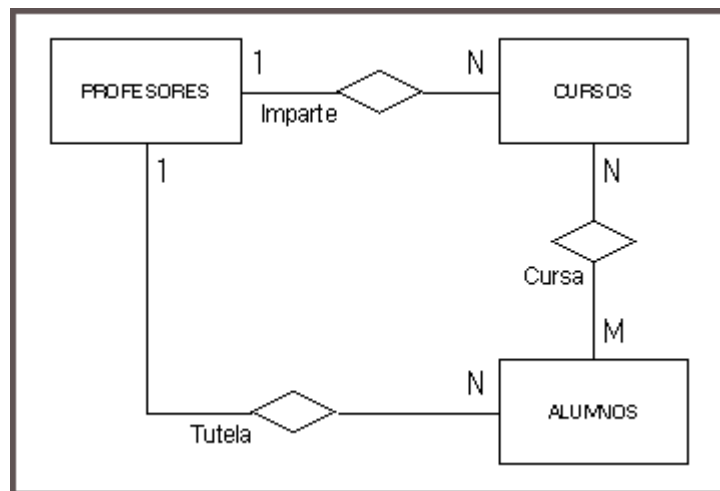 1
N
PROFESORES
CURSOS
Imparte
1
N
Cursa
M
N
ALUMNOS
Tutela